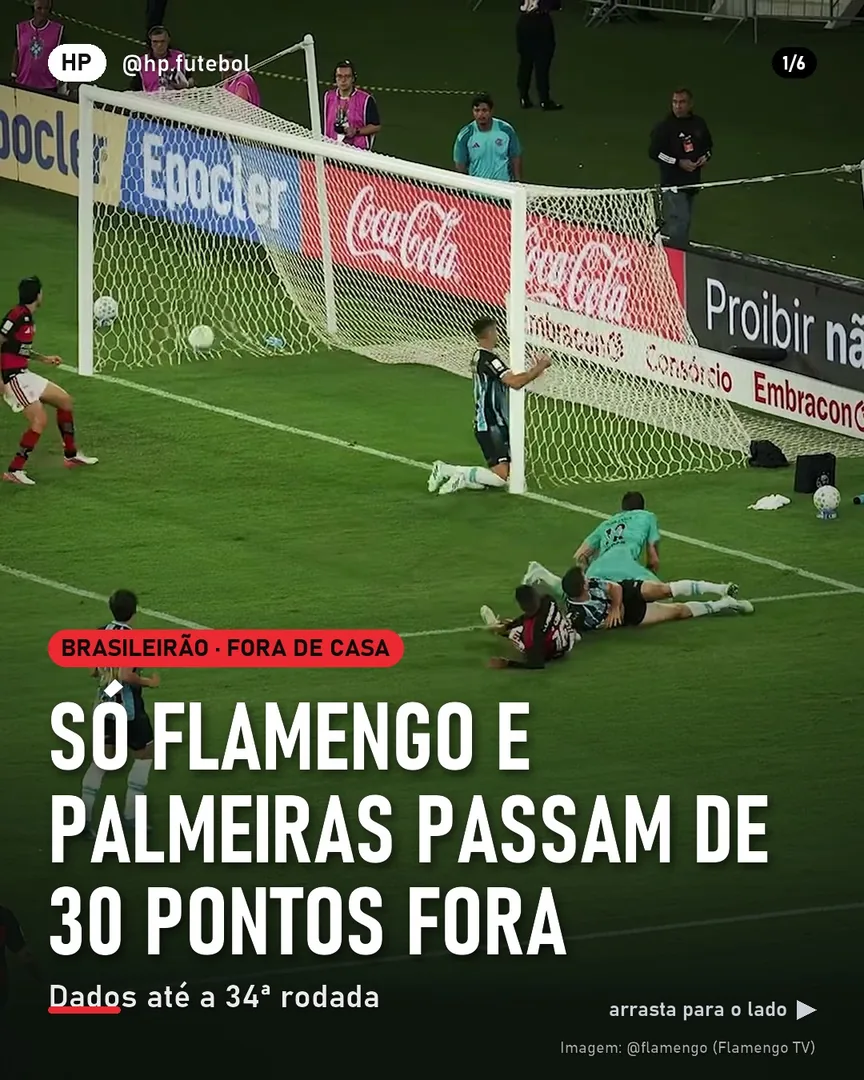 HP @hp.futebol
1/6
Epocler
Coca-Cola
Coca-Cola
Proibir nã
Embracon
Consórcio
Embracon
12
BRASILEIRÃO · FORA DE CASA
SÓ FLAMENGO E
PALMEIRAS PASSAM DE
30 PONTOS FORA
Dados até a 34ª rodada
arrasta para o lado
Imagem: @flamengo (Flamengo TV)